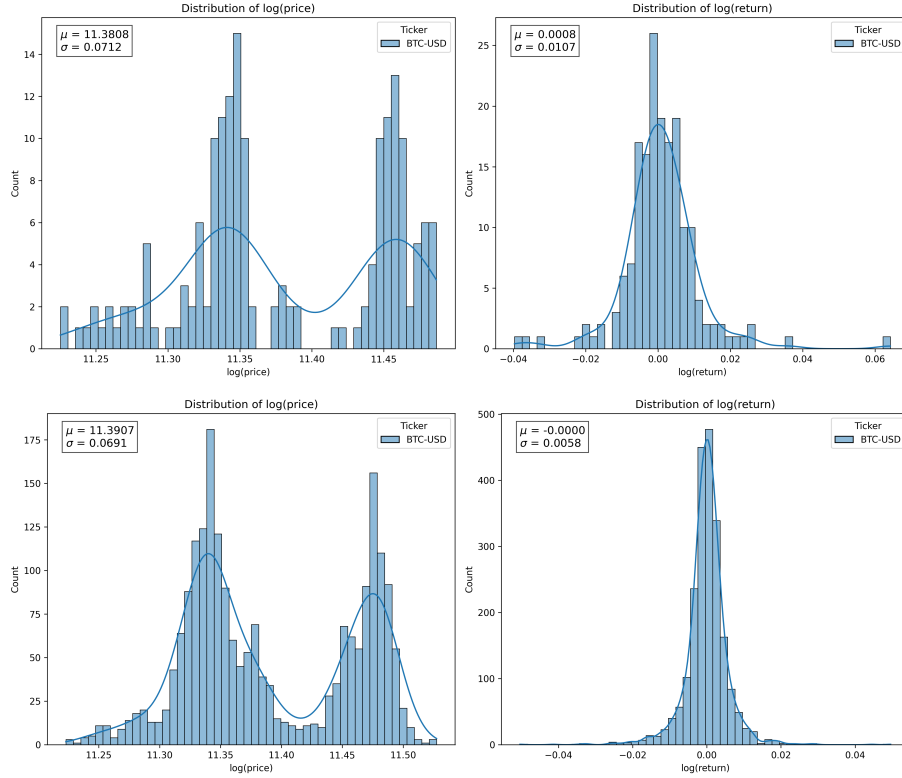 Distribution of log(price)
μ = 11.3808
σ = 0.0712
Ticker
BTC-USD
14
12
10
8
6
4
2
0
Count
11.25 11.30 11.35 11.40 11.45
log(price)
Distribution of log(return)
μ = 0.0008
σ = 0.0107
Ticker
BTC-USD
25
20
15
10
5
0
Count
−0.04 −0.02 0.00 0.02 0.04 0.06
log(return)
Distribution of log(price)
μ = 11.3907
σ = 0.0691
Ticker
BTC-USD
175
150
125
100
75
50
25
0
Count
11.25 11.30 11.35 11.40 11.45 11.50
log(price)
Distribution of log(return)
μ = -0.0000
σ = 0.0058
Ticker
BTC-USD
500
400
300
200
100
0
Count
−0.04 −0.02 0.00 0.02 0.04
log(return)